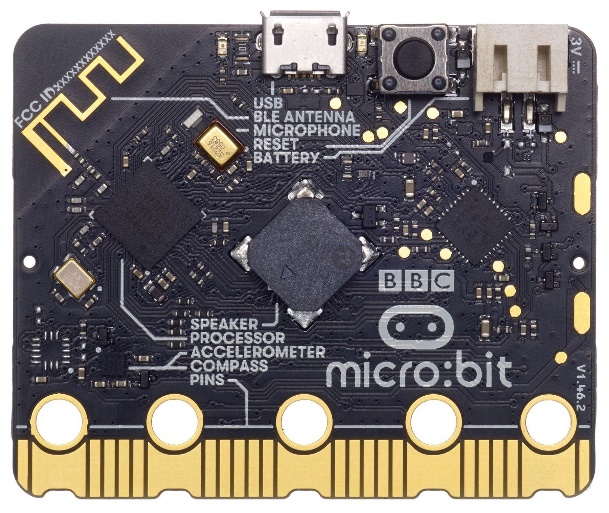 FCC IDxxxxxxxxxxxxx
3V
USB
BLE ANTENNA
MICROPHONE
RESET
BATTERY
BBC
micro:bit
SPEAKER
PROCESSOR
ACCELEROMETER
COMPASS
PINS
V1.46.2